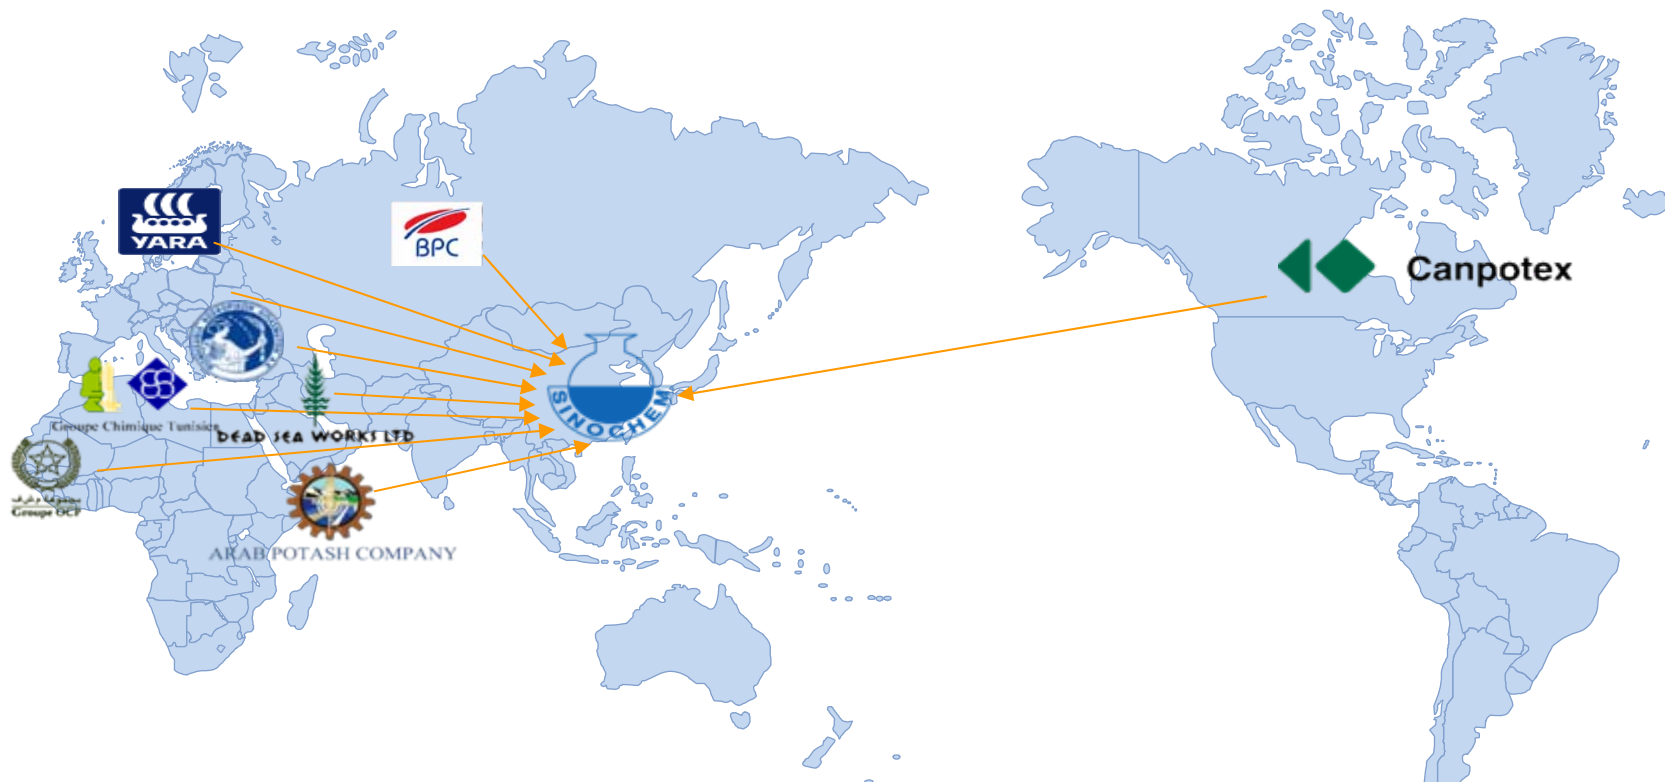 YARA
BPC
Canpotex
SINOCHEM
Groupe Chimique Tunisien
DEAD SEA WORKS LTD
Groupe OCP
ARAB POTASH COMPANY